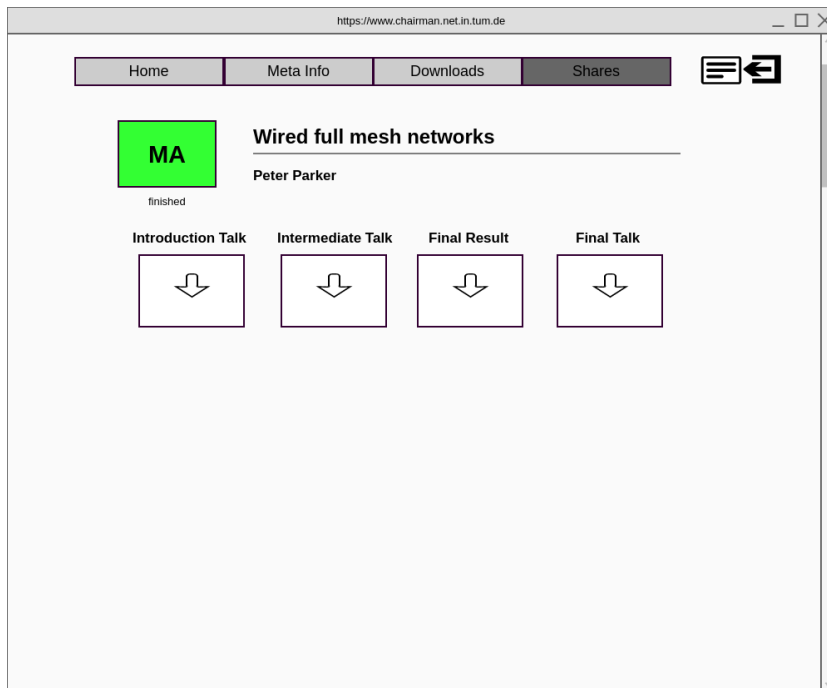 https://www.chairman.net.in.tum.de
Home Meta Info Downloads Shares
MA
Wired full mesh networks
Peter Parker
finished
Introduction Talk Intermediate Talk Final Result Final Talk